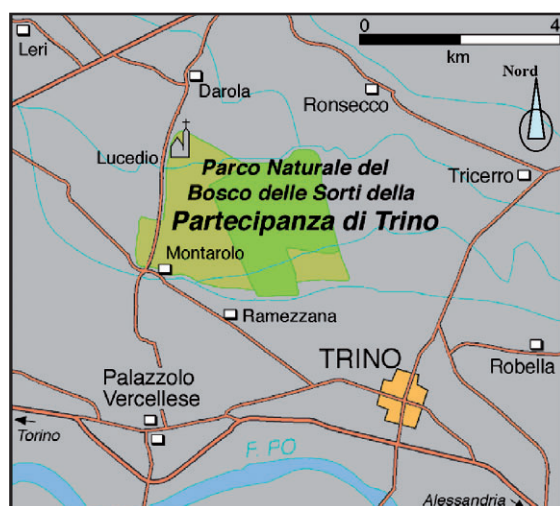 0 4
km
Leri
Nord
Darola
Ronsecco
Lucedio
Parco Naturale del
Bosco delle Sorti della
Partecipanza di Trino
Tricerro
Montarolo
Ramezzana
TRINO
Robella
Palazzolo
Vercellese
Torino
F. PO
Alessandria